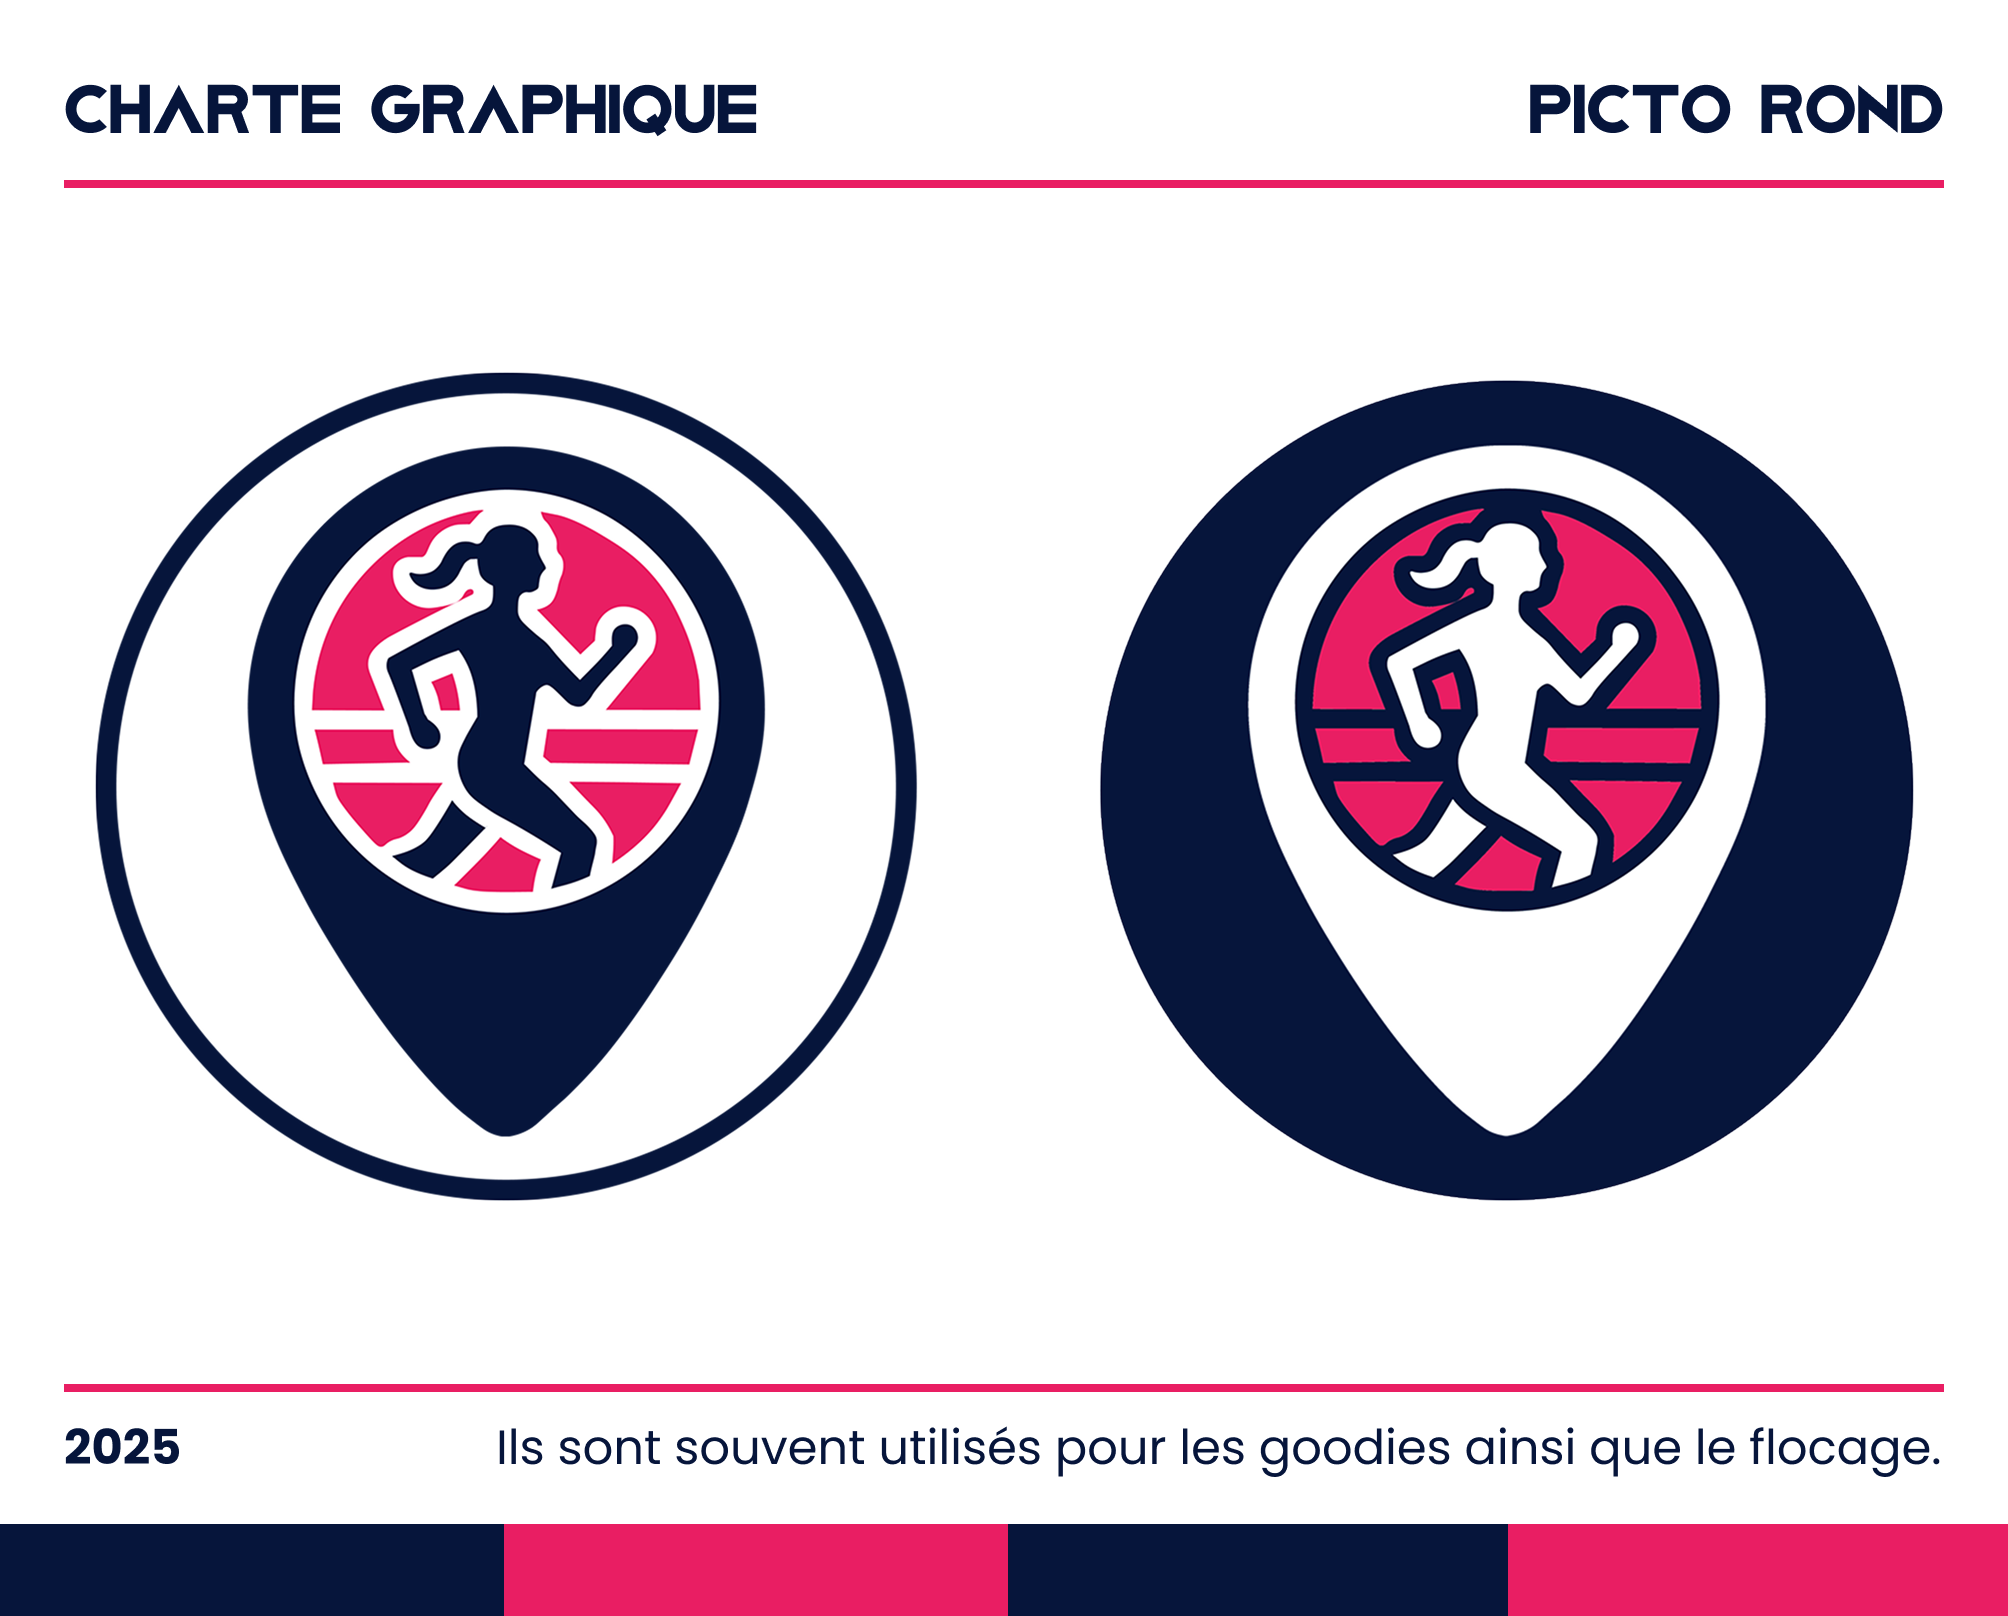 CHARTE GRAPHIQUE
PICTO ROND
2025
Ils sont souvent utilisés pour les goodies ainsi que le flocage.